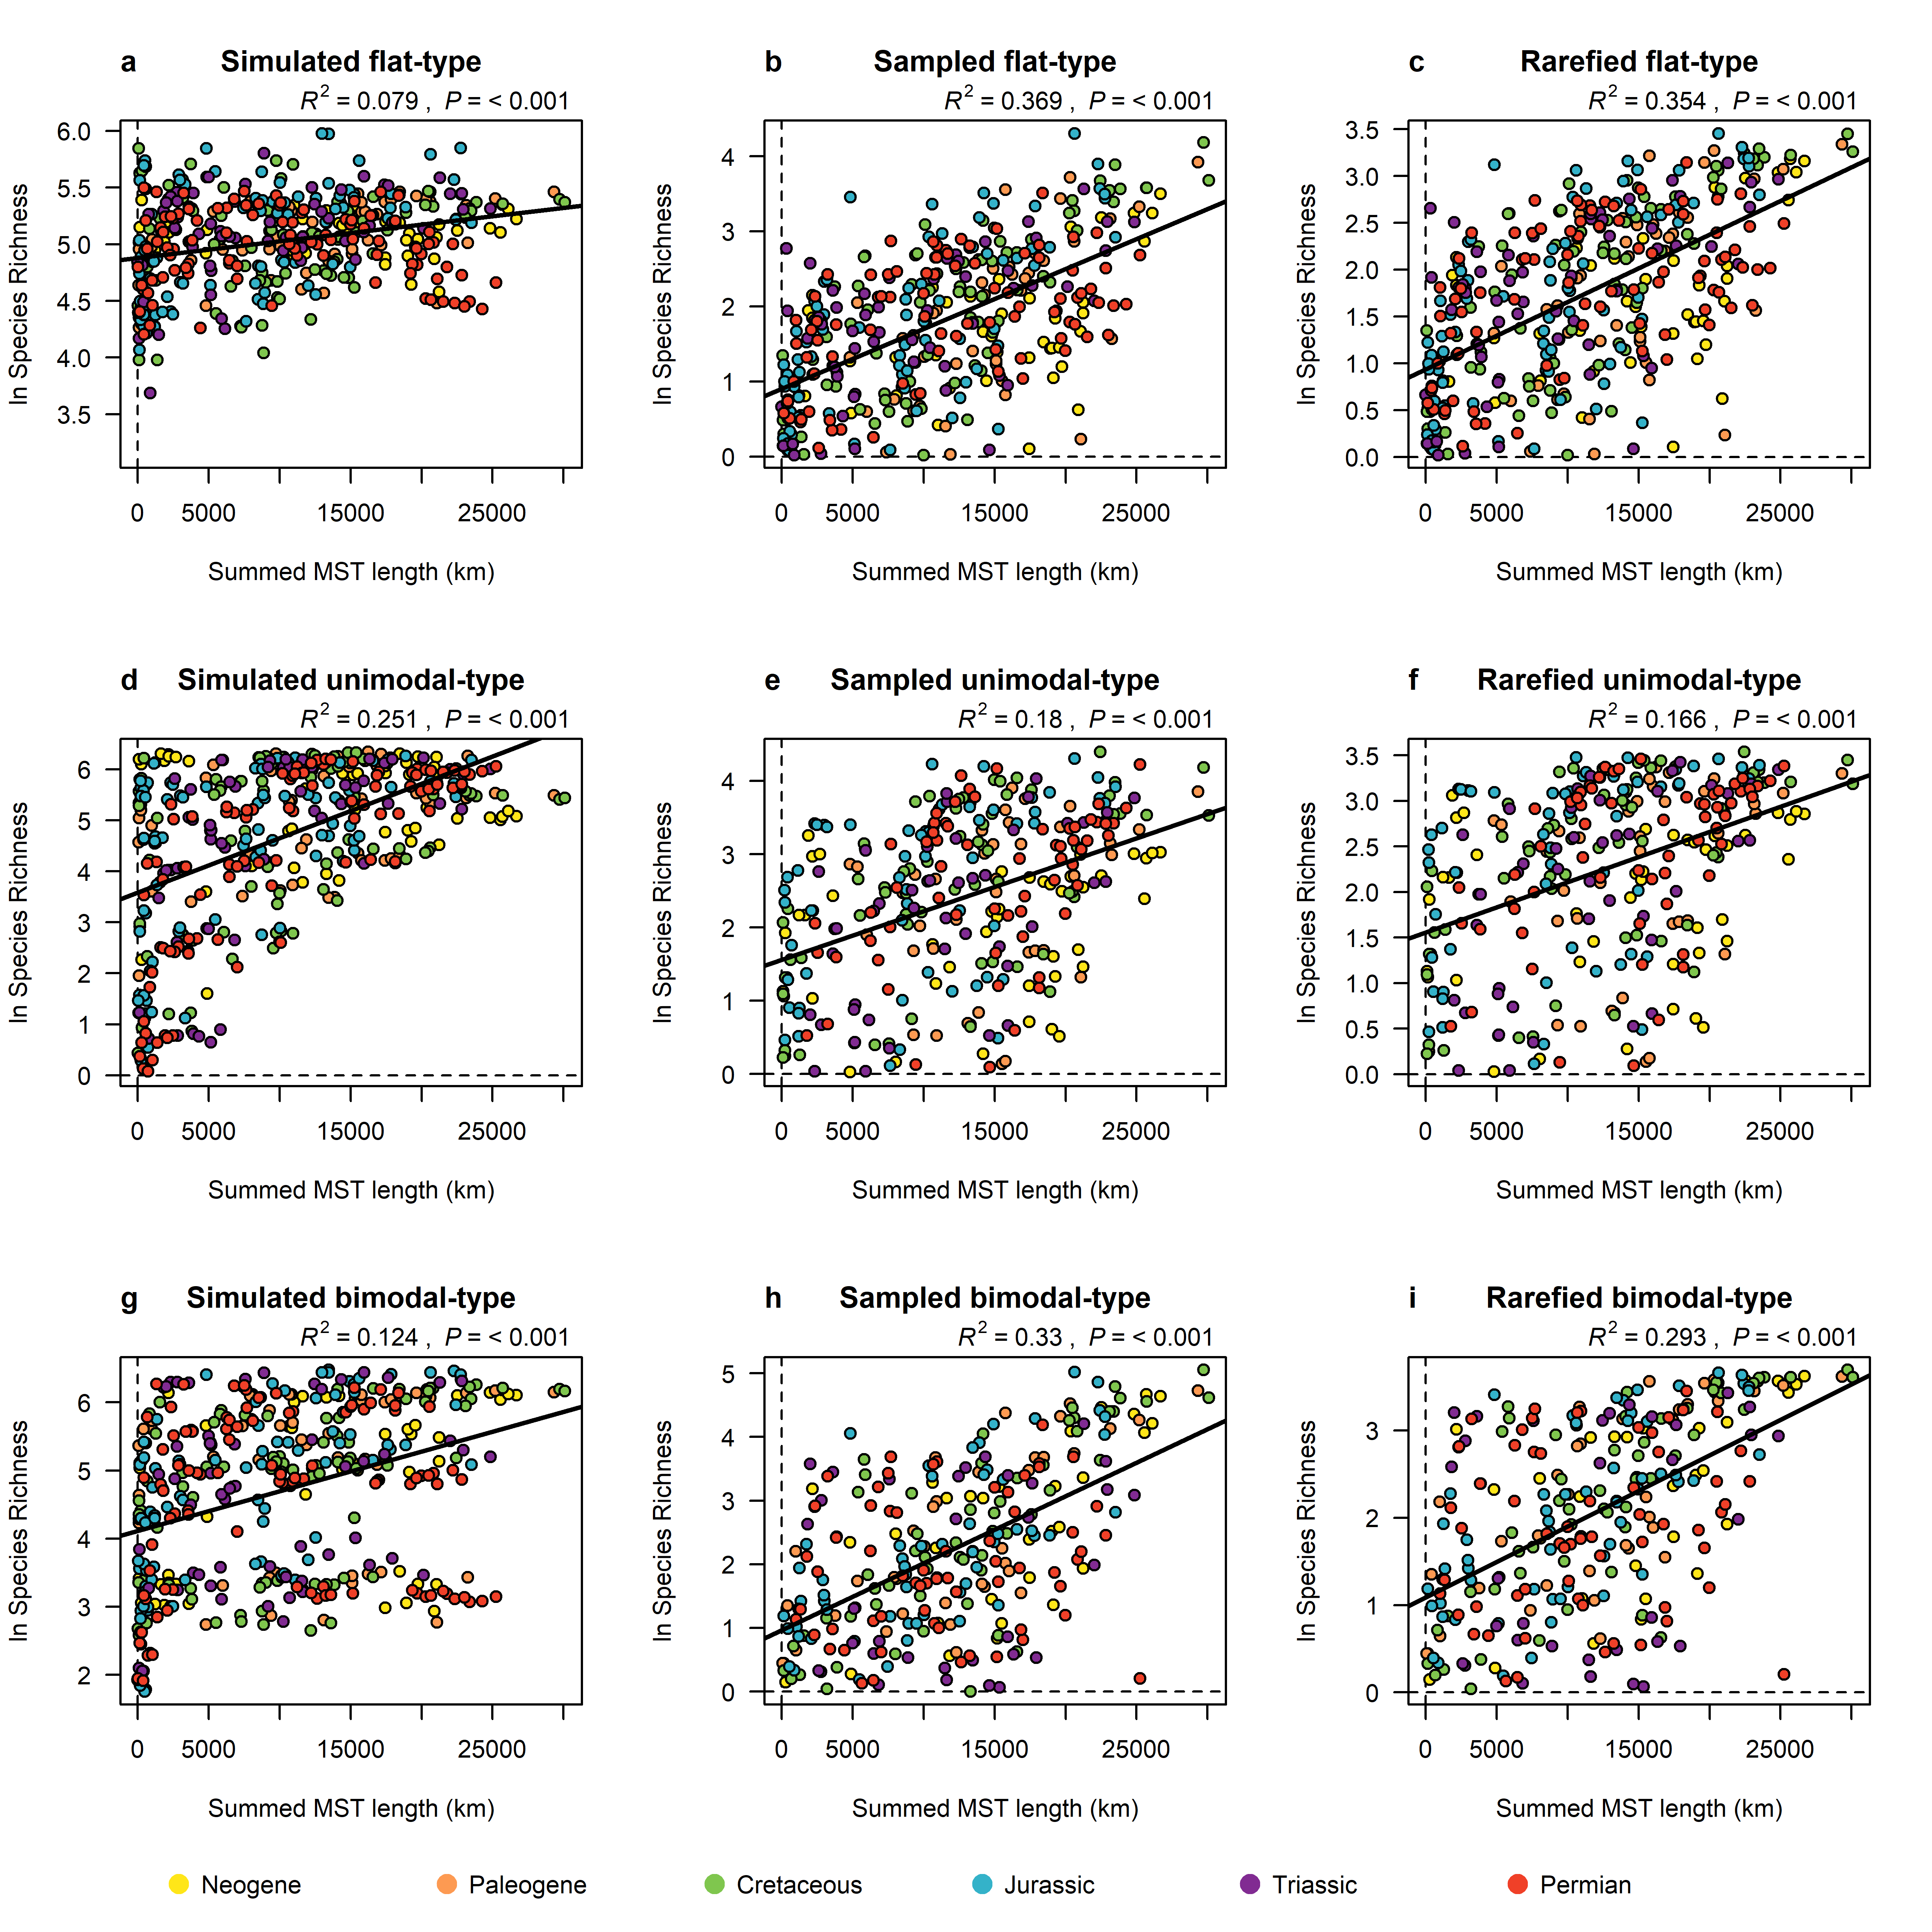 a Simulated flat-type
R2 = 0.079 , P = < 0.001
6.0
5.5
5.0
4.5
4.0
3.5
ln Species Richness
0 5000 15000 25000
Summed MST length (km)
b Sampled flat-type
R2 = 0.369 , P = < 0.001
4
3
2
1
0
ln Species Richness
0 5000 15000 25000
Summed MST length (km)
c Rarefied flat-type
R2 = 0.354 , P = < 0.001
3.5
3.0
2.5
2.0
1.5
1.0
0.5
0.0
ln Species Richness
0 5000 15000 25000
Summed MST length (km)
d Simulated unimodal-type
R2 = 0.251 , P = < 0.001
6
5
4
3
2
1
0
ln Species Richness
0 5000 15000 25000
Summed MST length (km)
e Sampled unimodal-type
R2 = 0.18 , P = < 0.001
4
3
2
1
0
ln Species Richness
0 5000 15000 25000
Summed MST length (km)
f Rarefied unimodal-type
R2 = 0.166 , P = < 0.001
3.5
3.0
2.5
2.0
1.5
1.0
0.5
0.0
ln Species Richness
0 5000 15000 25000
Summed MST length (km)
g Simulated bimodal-type
R2 = 0.124 , P = < 0.001
6
5
4
3
2
ln Species Richness
0 5000 15000 25000
Summed MST length (km)
h Sampled bimodal-type
R2 = 0.33 , P = < 0.001
5
4
3
2
1
0
ln Species Richness
0 5000 15000 25000
Summed MST length (km)
i Rarefied bimodal-type
R2 = 0.293 , P = < 0.001
3
2
1
0
ln Species Richness
0 5000 15000 25000
Summed MST length (km)
Neogene Paleogene Cretaceous Jurassic Triassic Permian